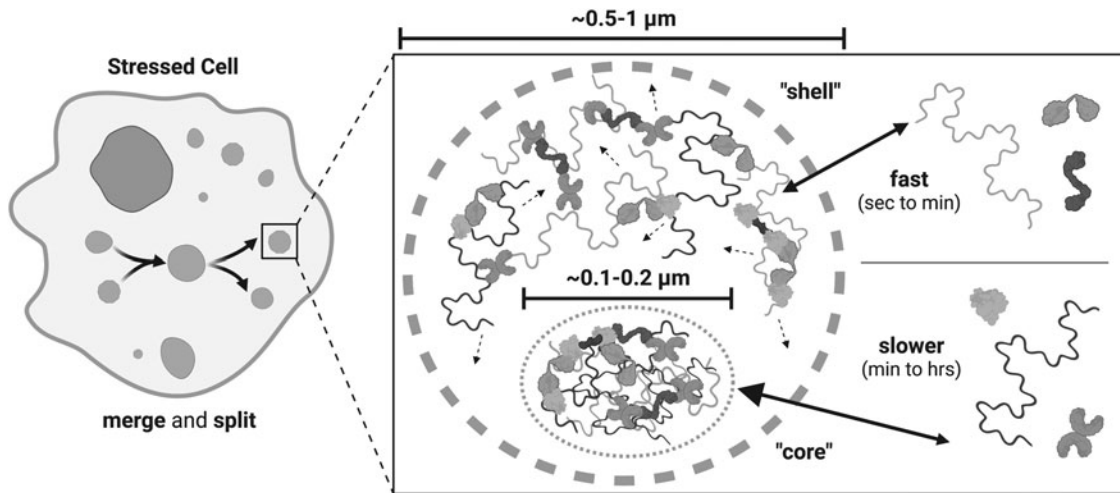 Stressed Cell
merge and split
~0.5-1 µm
"shell"
fast
(sec to min)
~0.1-0.2 µm
slower
(min to hrs)
"core"